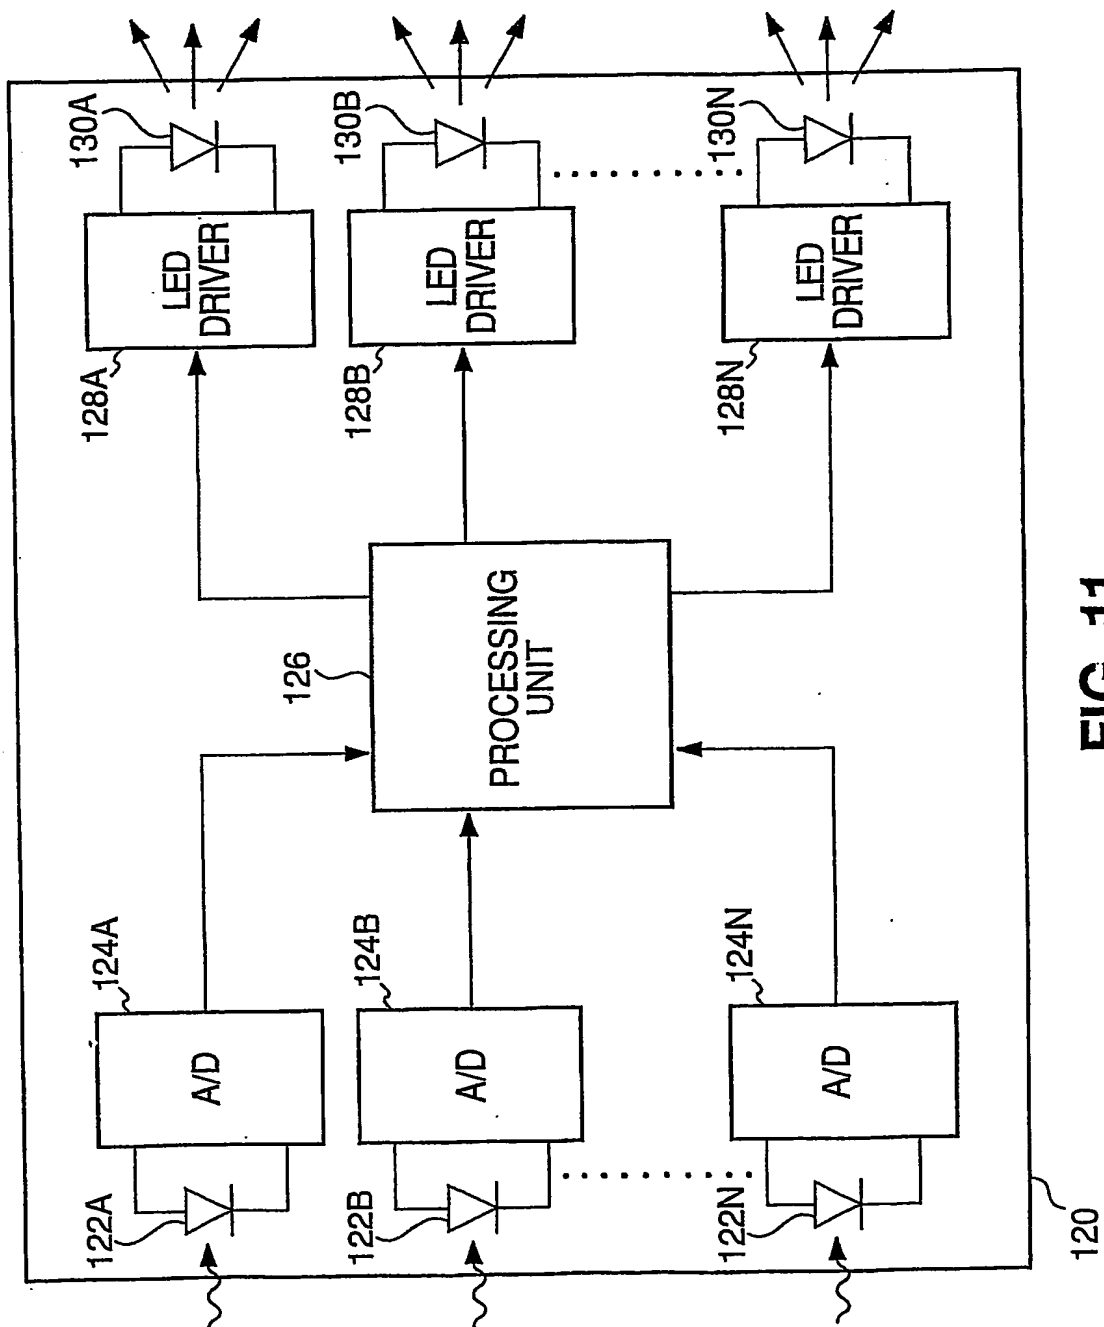 122A
124A
A/D
122B
124B
A/D
122N
124N
A/D
126
PROCESSING
UNIT
128A
LED
DRIVER
130A
128B
LED
DRIVER
130B
128N
LED
DRIVER
130N
120
FIG. 11